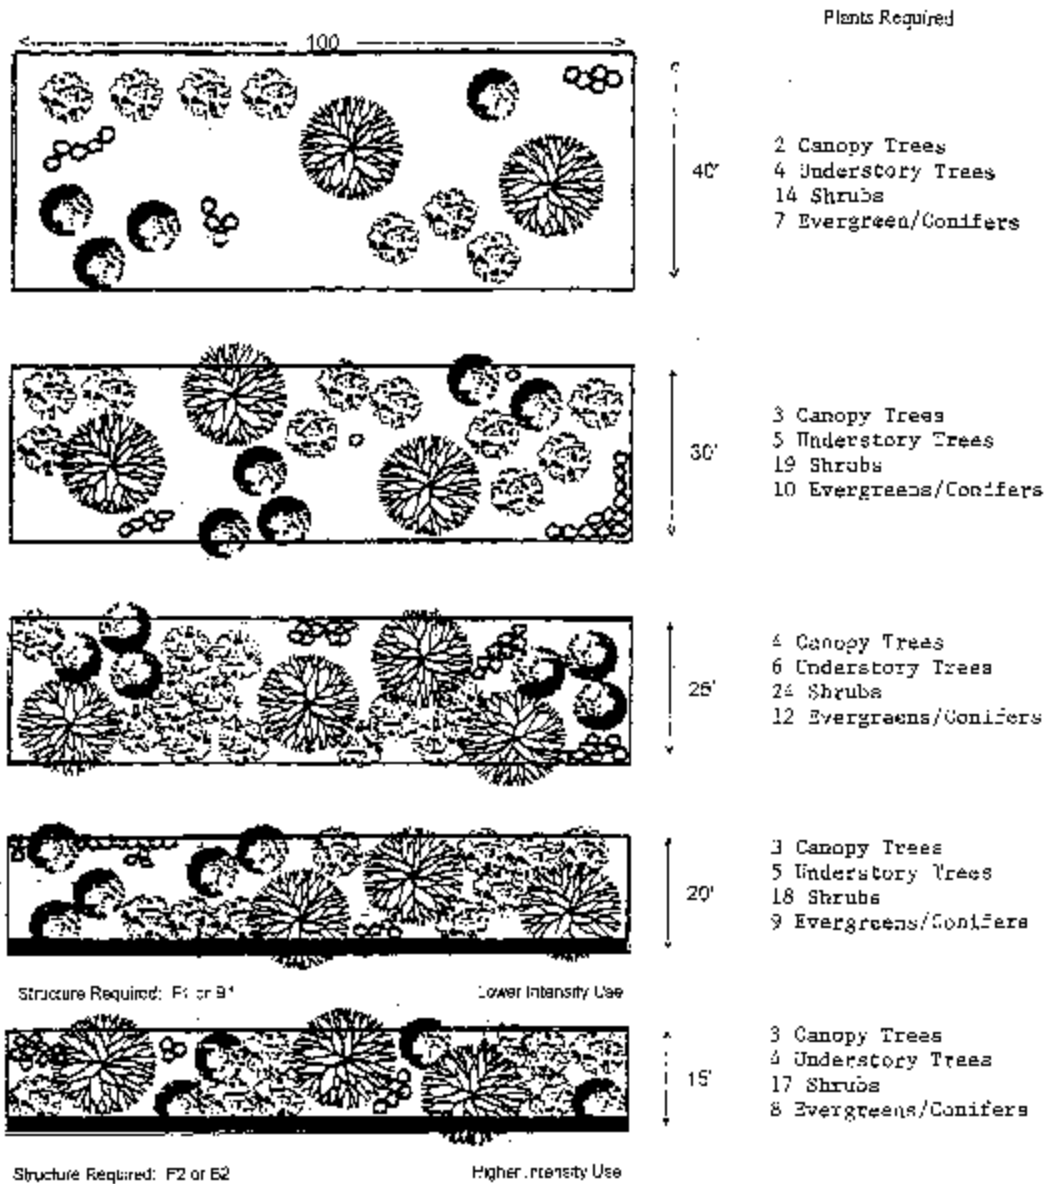 Plants Required
100
40'
2 Canopy Trees
4 Understory Trees
14 Shrubs
7 Evergreen/Conifers
30'
3 Canopy Trees
5 Understory Trees
19 Shrubs
10 Evergreens/Conifers
25'
4 Canopy Trees
6 Understory Trees
24 Shrubs
12 Evergreens/Conifers
20'
3 Canopy Trees
5 Understory Trees
18 Shrubs
9 Evergreens/Conifers
Structure Required: F1 or B1
Lower Intensity Use
15'
3 Canopy Trees
4 Understory Trees
17 Shrubs
8 Evergreens/Conifers
Structure Required: F2 or B2
Higher Intensity Use